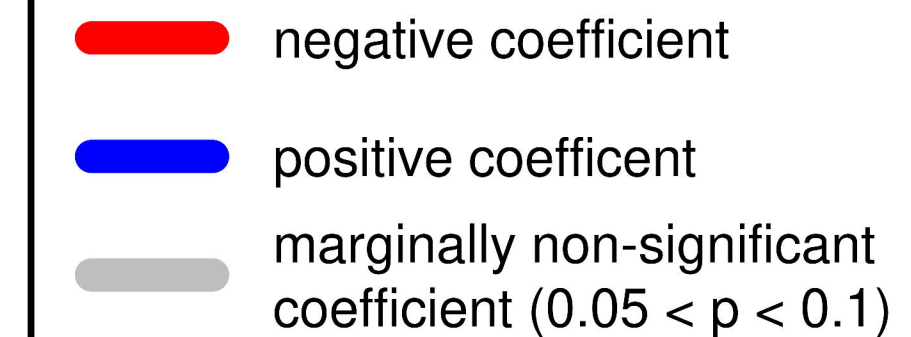 negative coefficient
positive coefficent
marginally non-significant
coefficient (0.05 < p < 0.1)